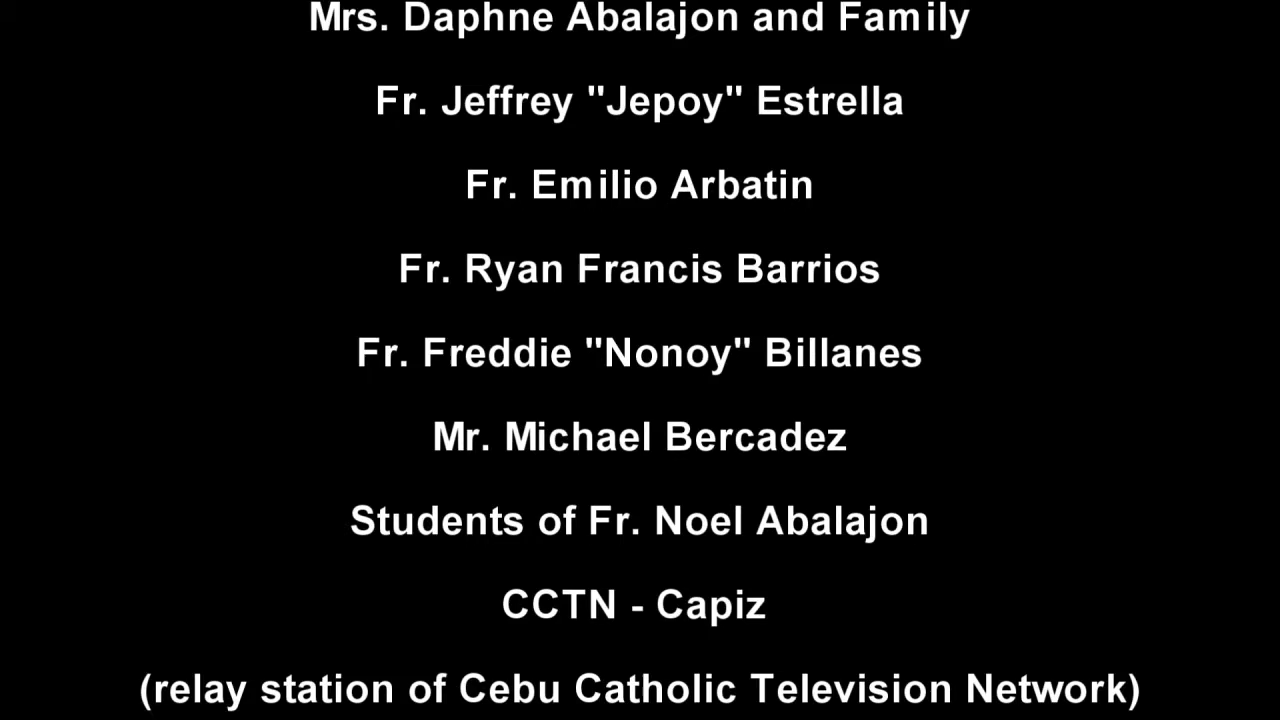 Mrs. Daphne Abalajon and Family
Fr. Jeffrey "Jepoy" Estrella
Fr. Emilio Arbatin
Fr. Ryan Francis Barrios
Fr. Freddie "Nonoy" Billanes
Mr. Michael Bercadez
Students of Fr. Noel Abalajon
CCTN - Capiz
(relay station of Cebu Catholic Television Network)